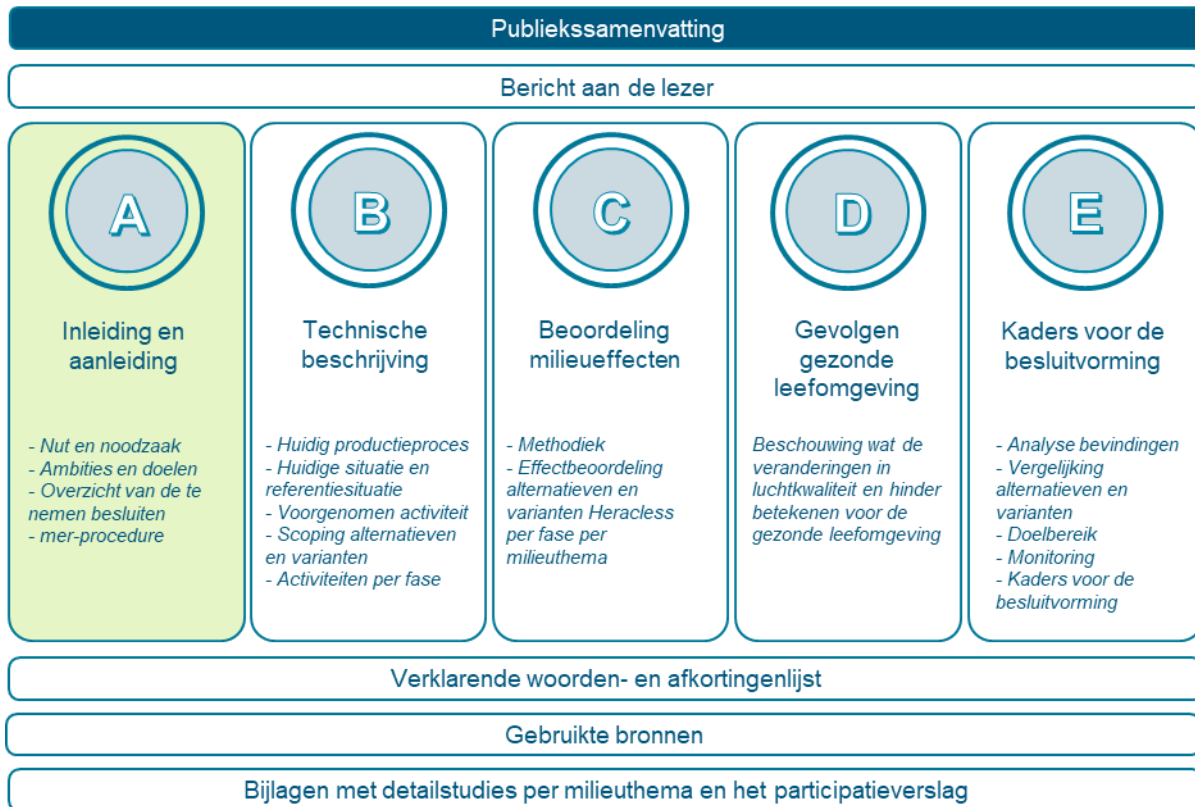 Publiekssamenvatting
Bericht aan de lezer
A
Inleiding en
aanleiding
- Nut en noodzaak
- Ambities en doelen
- Overzicht van de te
nemen besluiten
- mer-procedure
B
Technische
beschrijving
- Huidig productieproces
- Huidige situatie en
referentiesituatie
- Voorgenomen activiteit
- Scoping alternatieven
en varianten
- Activiteiten per fase
C
Beoordeling
milieueffecten
- Methodiek
- Effectbeoordeling
alternatieven en
varianten Heracless
per fase per
milieuthema
D
Gevolgen
gezonde
leefomgeving
Beschouwing wat de
veranderingen in
luchtkwaliteit en hinder
betekenen voor de
gezonde leefomgeving
E
Kaders voor de
besluitvorming
- Analyse bevindingen
- Vergelijking
alternatieven en
varianten
- Doelbereik
- Monitoring
- Kaders voor de
besluitvorming
Verklarende woorden- en afkortingenlijst
Gebruikte bronnen
Bijlagen met detailstudies per milieuthema en het participatieverslag